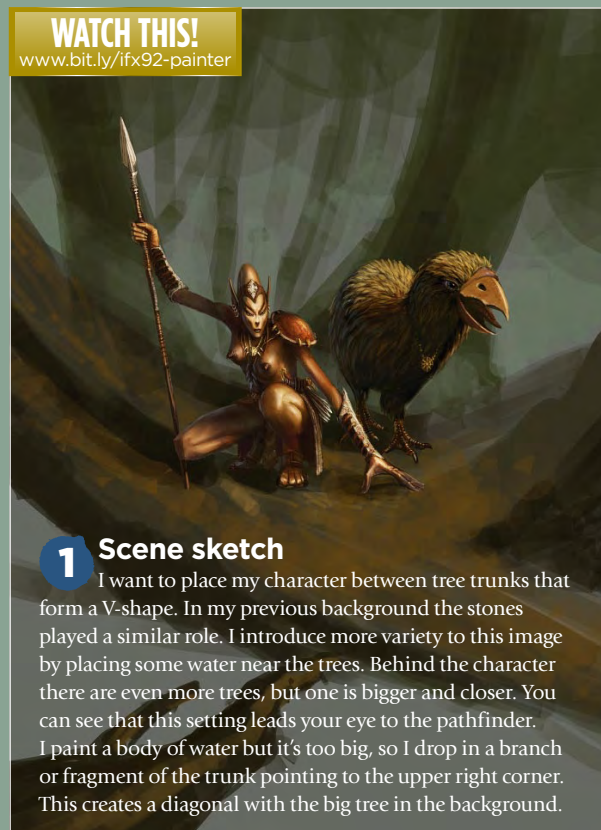 WATCH THIS!
www.bit.ly/ifx92-painter
1 Scene sketch
I want to place my character between tree trunks that
form a V-shape. In my previous background the stones
played a similar role. I introduce more variety to this image
by placing some water near the trees. Behind the character
there are even more trees, but one is bigger and closer. You
can see that this setting leads your eye to the pathfinder.
I paint a body of water but it's too big, so I drop in a branch
or fragment of the trunk pointing to the upper right corner.
This creates a diagonal with the big tree in the background.